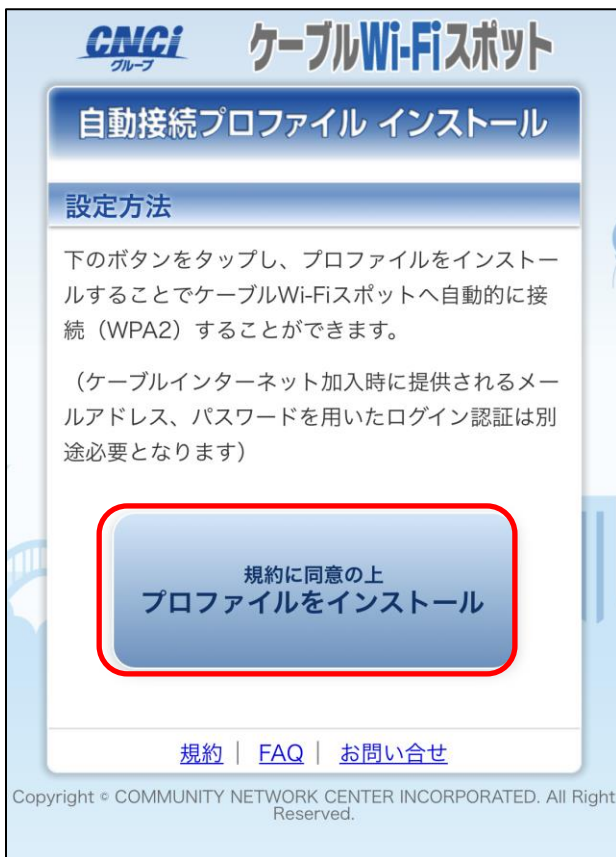 CNCi
グループ
ケーブルWi-Fiスポット
自動接続プロファイル インストール
設定方法
下のボタンをタップし、プロファイルをインストー
ルすることでケーブルWi-Fiスポットへ自動的に接
続（WPA2）することができます。
（ケーブルインターネット加入時に提供されるメー
ルアドレス、パスワードを用いたログイン認証は別
途必要となります）
規約に同意の上
プロファイルをインストール
規約│ FAQ│ お問い合せ
Copyright © COMMUNITY NETWORK CENTER INCORPORATED. All Right
Reserved.